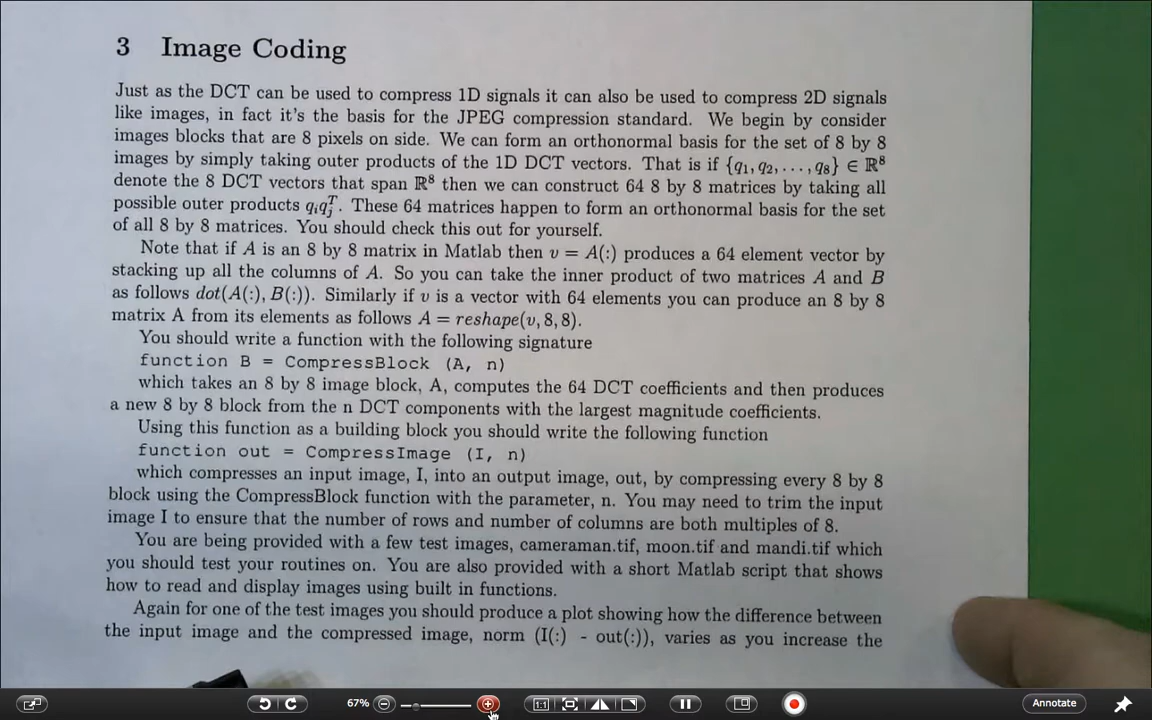 3 Image Coding
Just as the DCT can be used to compress 1D signals it can also be used to compress 2D signals
like images, in fact it's the basis for the JPEG compression standard. We begin by consider
images blocks that are 8 pixels on side. We can form an orthonormal basis for the set of 8 by 8
images by simply taking outer products of the 1D DCT vectors. That is if {q₁, q₂, . . . , q₈} ∈ ℝ⁸
denote the 8 DCT vectors that span ℝ⁸ then we can construct 64 8 by 8 matrices by taking all
possible outer products qᵢqⱼᵀ. These 64 matrices happen to form an orthonormal basis for the set
of all 8 by 8 matrices. You should check this out for yourself.
Note that if A is an 8 by 8 matrix in Matlab then v = A(:) produces a 64 element vector by
stacking up all the columns of A. So you can take the inner product of two matrices A and B
as follows dot(A(:), B(:)). Similarly if v is a vector with 64 elements you can produce an 8 by 8
matrix A from its elements as follows A = reshape(v, 8, 8).
You should write a function with the following signature
function B = CompressBlock (A, n)
which takes an 8 by 8 image block, A, computes the 64 DCT coefficients and then produces
a new 8 by 8 block from the n DCT components with the largest magnitude coefficients.
Using this function as a building block you should write the following function
function out = CompressImage (I, n)
which compresses an input image, I, into an output image, out, by compressing every 8 by 8
block using the CompressBlock function with the parameter, n. You may need to trim the input
image I to ensure that the number of rows and number of columns are both multiples of 8.
You are being provided with a few test images, cameraman.tif, moon.tif and mandi.tif which
you should test your routines on. You are also provided with a short Matlab script that shows
how to read and display images using built in functions.
Again for one of the test images you should produce a plot showing how the difference between
the input image and the compressed image, norm (I(:) - out(:)), varies as you increase the
67%
1:1
Annotate